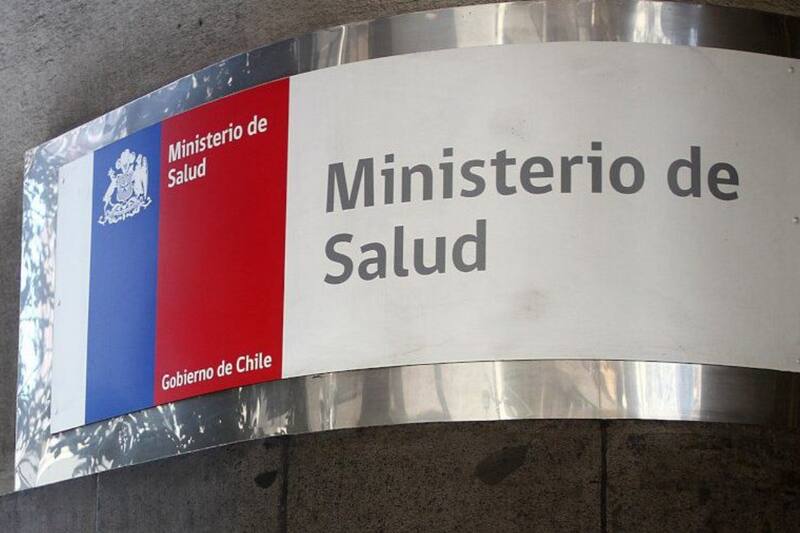 Ministerio de
Salud
Gobierno de Chile
Ministerio de
Salud